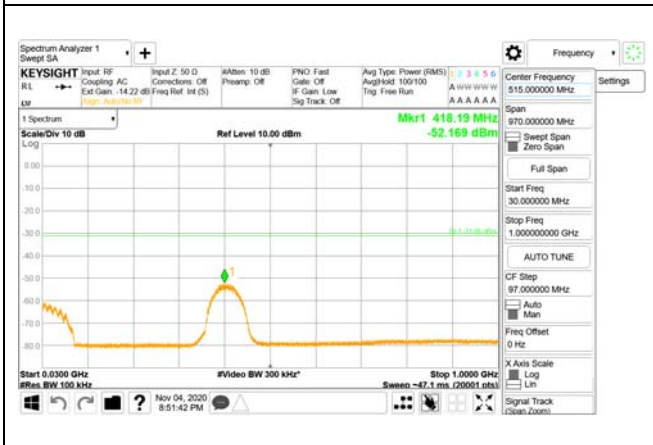 Spectrum Analyzer 1
Swept SA
Frequency
KEYSIGHT
RL
Input: RF
Coupling: AC
Ext Gain: -14.22 dB
Align: Auto/No RF
Input Z: 50 Ω
Corrections: Off
Freq Ref: Int (S)
#Atten: 10 dB
Preamp: Off
PNO: Fast
Gate: Off
IF Gain: Low
Sig Track: Off
Avg Type: Power (RMS)
Avg|Hold: 100/100
Trig: Free Run
1 2 3 4 5 6
A W W W W W
A A A A A A
1 Spectrum
Scale/Div 10 dB
Log
Ref Level 10.00 dBm
Mkr1 418.19 MHz
-52.169 dBm
0.00
-10.0
-20.0
-30.0
-40.0
-50.0
-60.0
-70.0
-80.0
1
Start 0.0300 GHz
#Res BW 100 kHz
#Video BW 300 kHz*
Stop 1.0000 GHz
Sweep ~47.1 ms (20001 pts)
?
Nov 04, 2020
8:51:42 PM
Center Frequency
515.000000 MHz
Settings
Span
970.000000 MHz
Swept Span
Zero Span
Full Span
Start Freq
30.000000 MHz
Stop Freq
1.000000000 GHz
AUTO TUNE
CF Step
97.000000 MHz
Auto
Man
Freq Offset
0 Hz
X Axis Scale
Log
Lin
Signal Track
(Span Zoom)